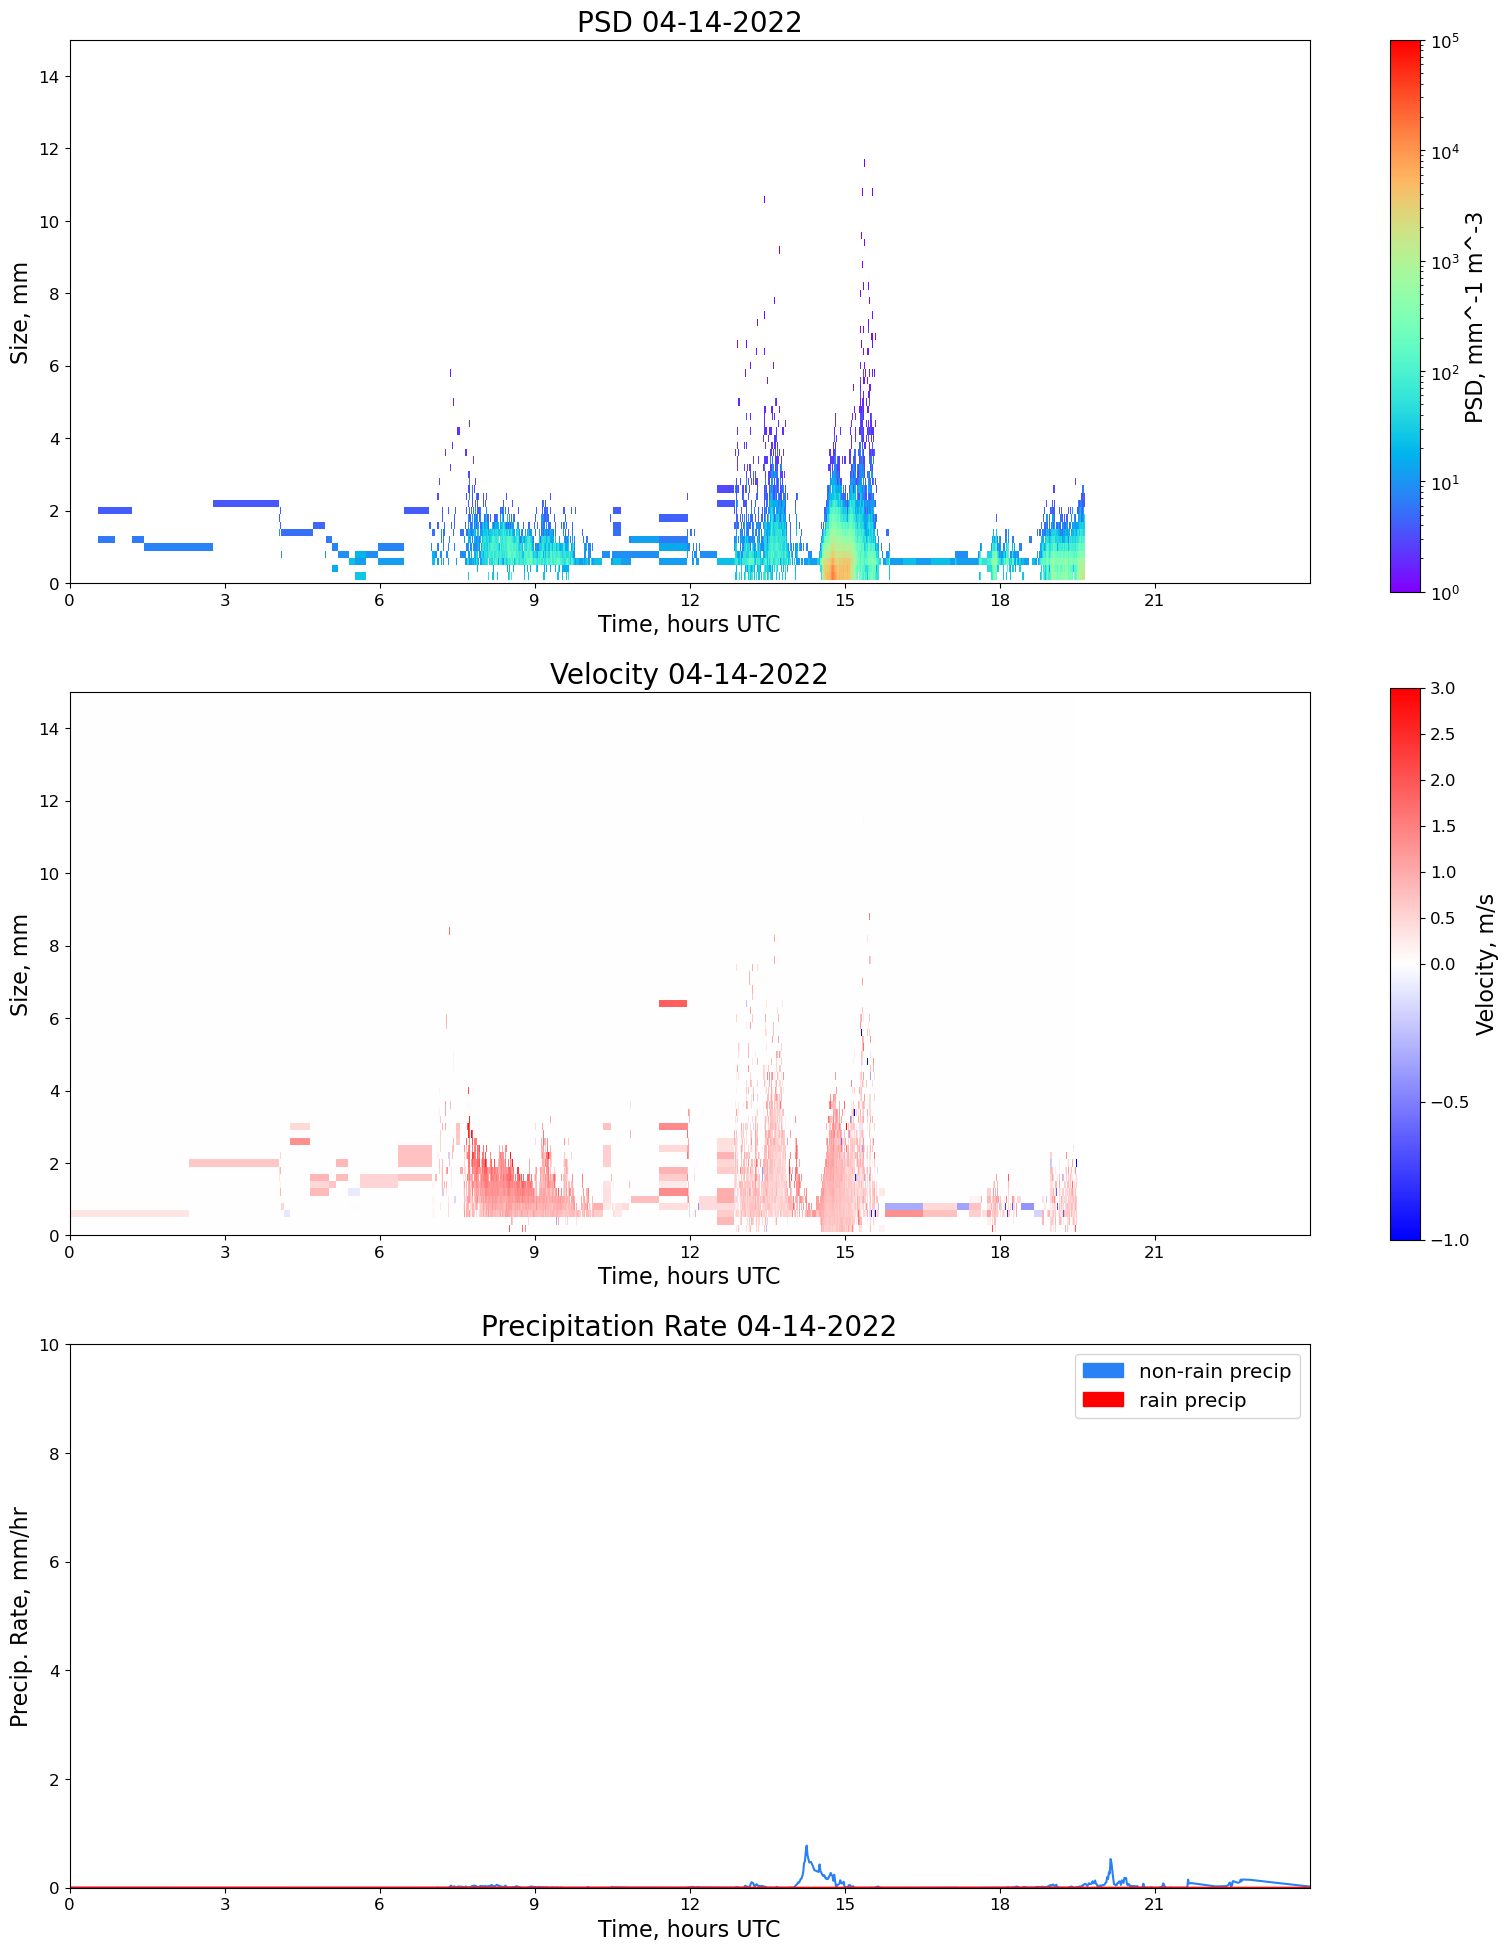 PSD 04-14-2022
14
12
10
8
6
4
2
0
Size, mm
0 3 6 9 12 15 18 21
Time, hours UTC
10^5
10^4
10^3
10^2
10^1
10^0
PSD, mm^-1 m^-3
Velocity 04-14-2022
14
12
10
8
6
4
2
0
Size, mm
0 3 6 9 12 15 18 21
Time, hours UTC
3.0
2.5
2.0
1.5
1.0
0.5
0.0
−0.5
−1.0
Velocity, m/s
Precipitation Rate 04-14-2022
10
8
6
4
2
0
Precip. Rate, mm/hr
non-rain precip
rain precip
0 3 6 9 12 15 18 21
Time, hours UTC